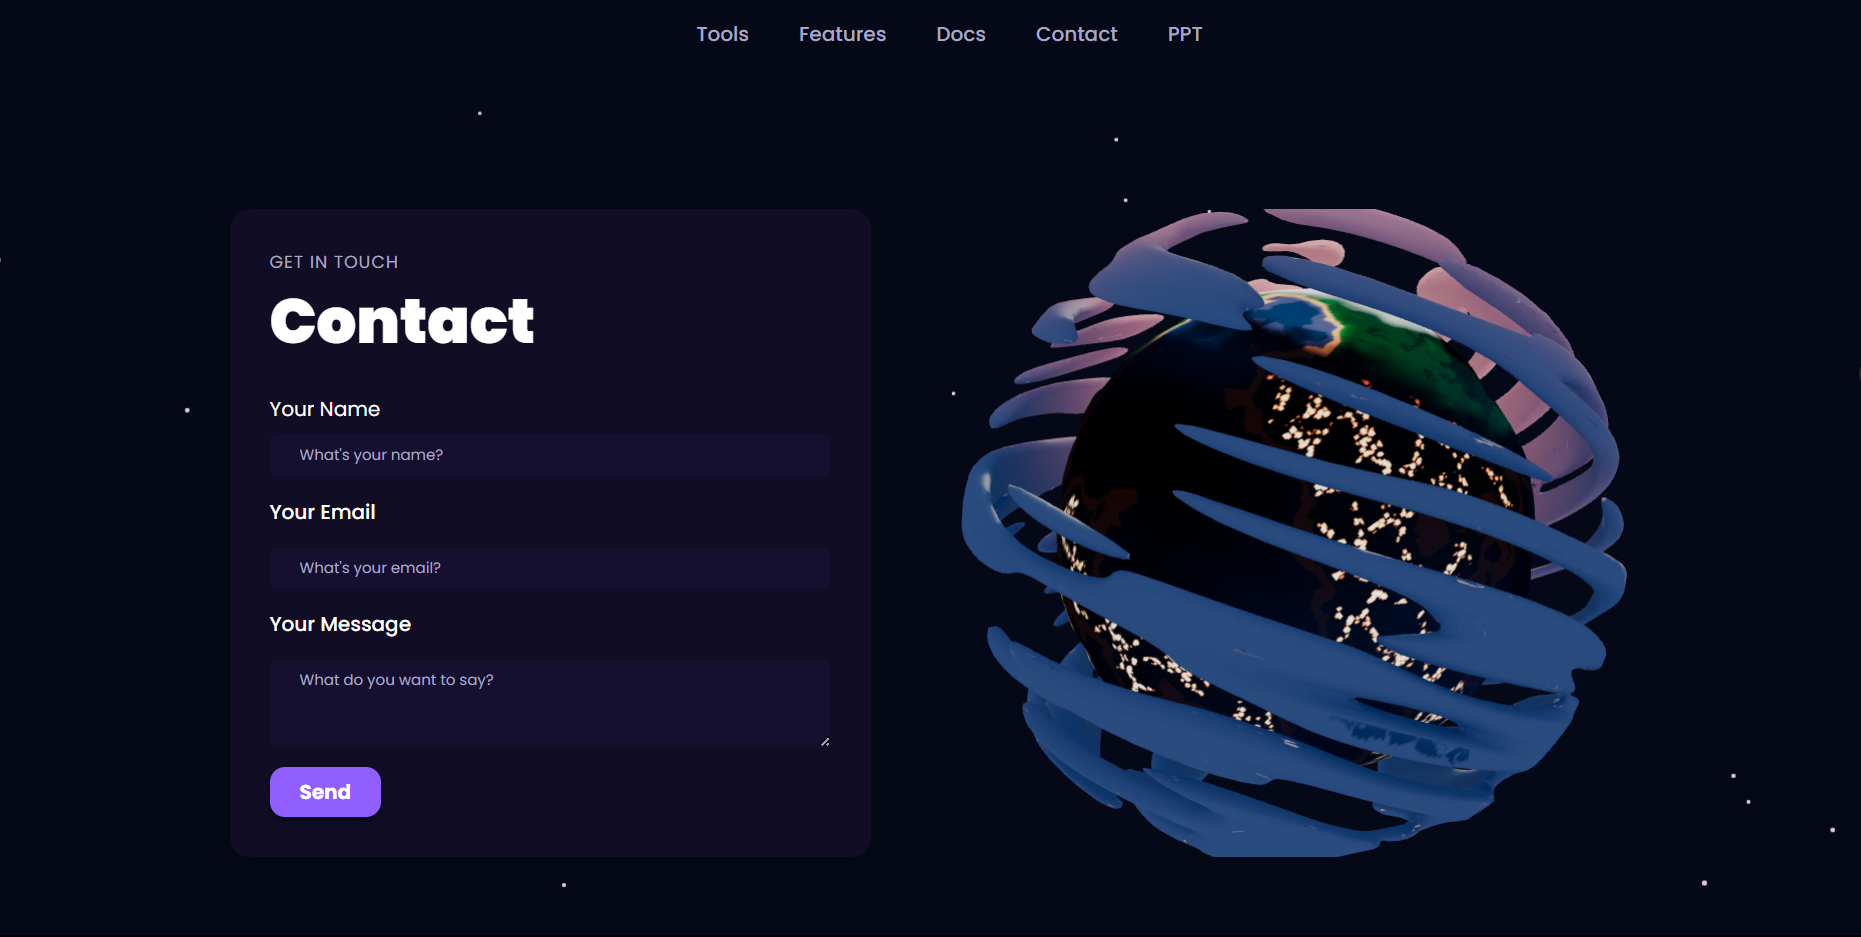 Tools Features Docs Contact PPT
GET IN TOUCH
Contact
Your Name
What's your name?
Your Email
What's your email?
Your Message
What do you want to say?
Send